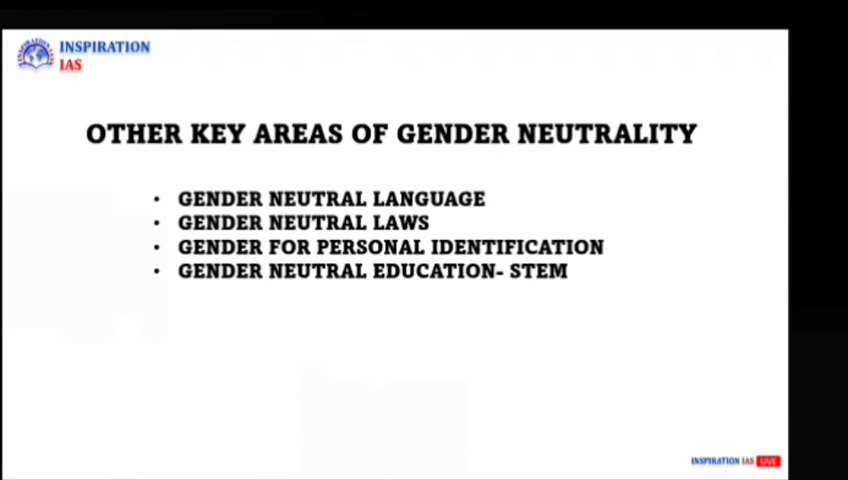 INSPIRATION
IAS
OTHER KEY AREAS OF GENDER NEUTRALITY
• GENDER NEUTRAL LANGUAGE
• GENDER NEUTRAL LAWS
• GENDER FOR PERSONAL IDENTIFICATION
• GENDER NEUTRAL EDUCATION- STEM
INSPIRATION IAS LIVE